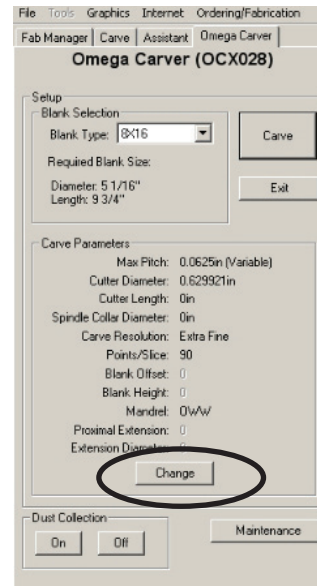 File Tools Graphics Internet Ordering/Fabrication
Fab Manager Carve Assistant Omega Carver
Omega Carver (OCX028)
Setup
Blank Selection
Blank Type: 8X16
Carve
Required Blank Size:
Diameter: 5 1/16"
Length: 9 3/4"
Exit
Carve Parameters
Max Pitch: 0.0625in (Variable)
Cutter Diameter: 0.629921in
Cutter Length: 0in
Spindle Collar Diameter: 0in
Carve Resolution: Extra Fine
Points/Slice: 90
Blank Offset: 0
Blank Height: 0
Mandrel: OWW
Proximal Extension: 0
Extension Diameter: 0
Change
Dust Collection
On Off
Maintenance